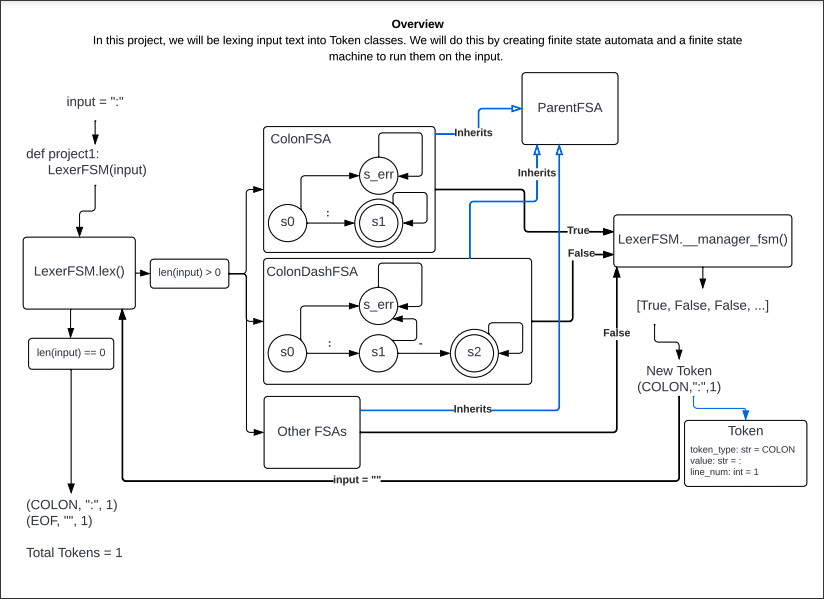 Overview
In this project, we will be lexing input text into Token classes. We will do this by creating finite state automata and a finite state
machine to run them on the input.
input = ":"
def project1:
LexerFSM(input)
LexerFSM.lex()
len(input) > 0
len(input) == 0
(COLON, ":", 1)
(EOF, "", 1)
Total Tokens = 1
ColonFSA
s_err
s0
:
s1
ColonDashFSA
s_err
s0
:
s1
-
s2
Other FSAs
Inherits
ParentFSA
Inherits
Inherits
True
False
False
LexerFSM.__manager_fsm()
[True, False, False, ...]
New Token
(COLON,":",1)
Token
token_type: str = COLON
value: str = :
line_num: int = 1
input = ""